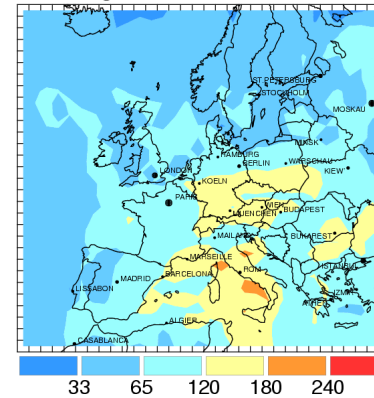 ST PETERSBURG
STOCKHOLM
MOSKAU
MINSK
HAMBURG
BERLIN
WARSCHAU
KIEW
LONDON
KOELN
PARIS
WIEN
MUENCHEN
BUDAPEST
MAILAND
BUKAREST
MARSEILLE
ROM
ISTANBUL
BARCELONA
MADRID
LISSABON
IZMIR
ATHEN
ALGIER
CASABLANCA
33 65 120 180 240